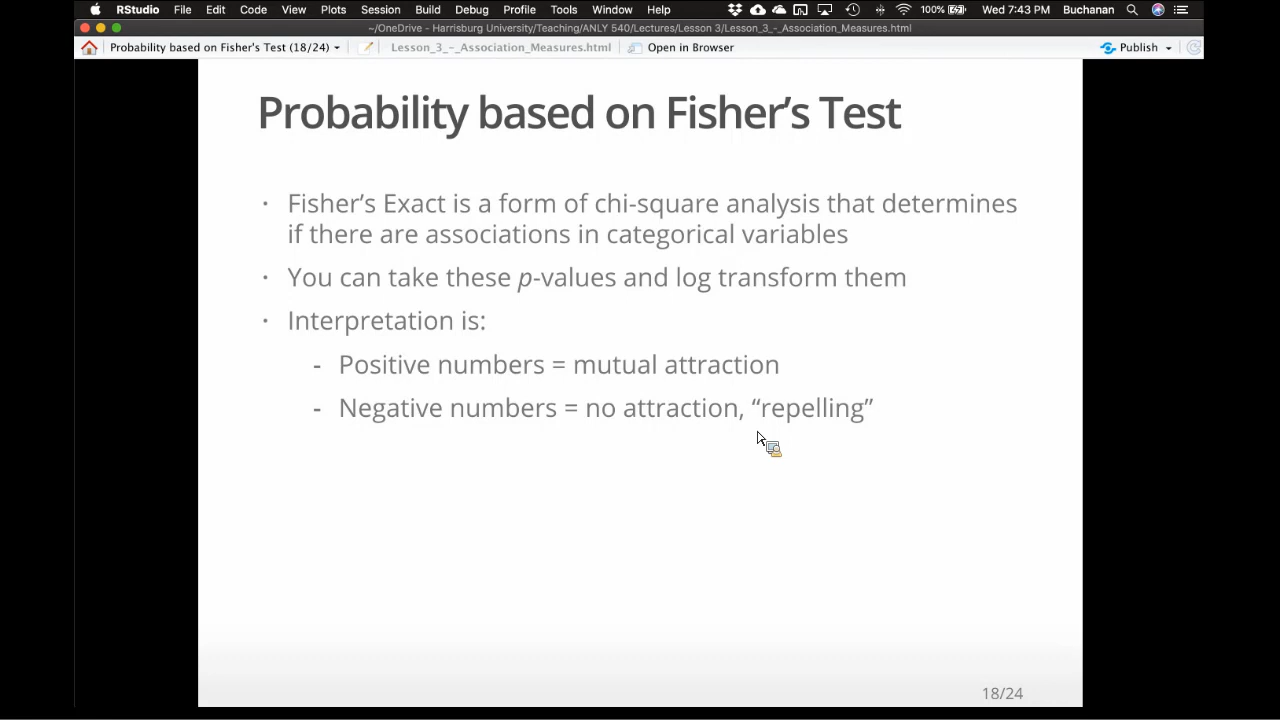 RStudio File Edit Code View Plots Session Build Debug Profile Tools Window Help 100% Wed 7:43 PM Buchanan
~/OneDrive - Harrisburg University/Teaching/ANLY 540/Lectures/Lesson 3/Lesson_3_-_Association_Measures.html
Probability based on Fisher's Test (18/24) Lesson_3_-_Association_Measures.html Open in Browser Publish
Probability based on Fisher’s Test
· Fisher’s Exact is a form of chi-square analysis that determines
if there are associations in categorical variables
· You can take these p-values and log transform them
· Interpretation is:
- Positive numbers = mutual attraction
- Negative numbers = no attraction, “repelling”
18/24